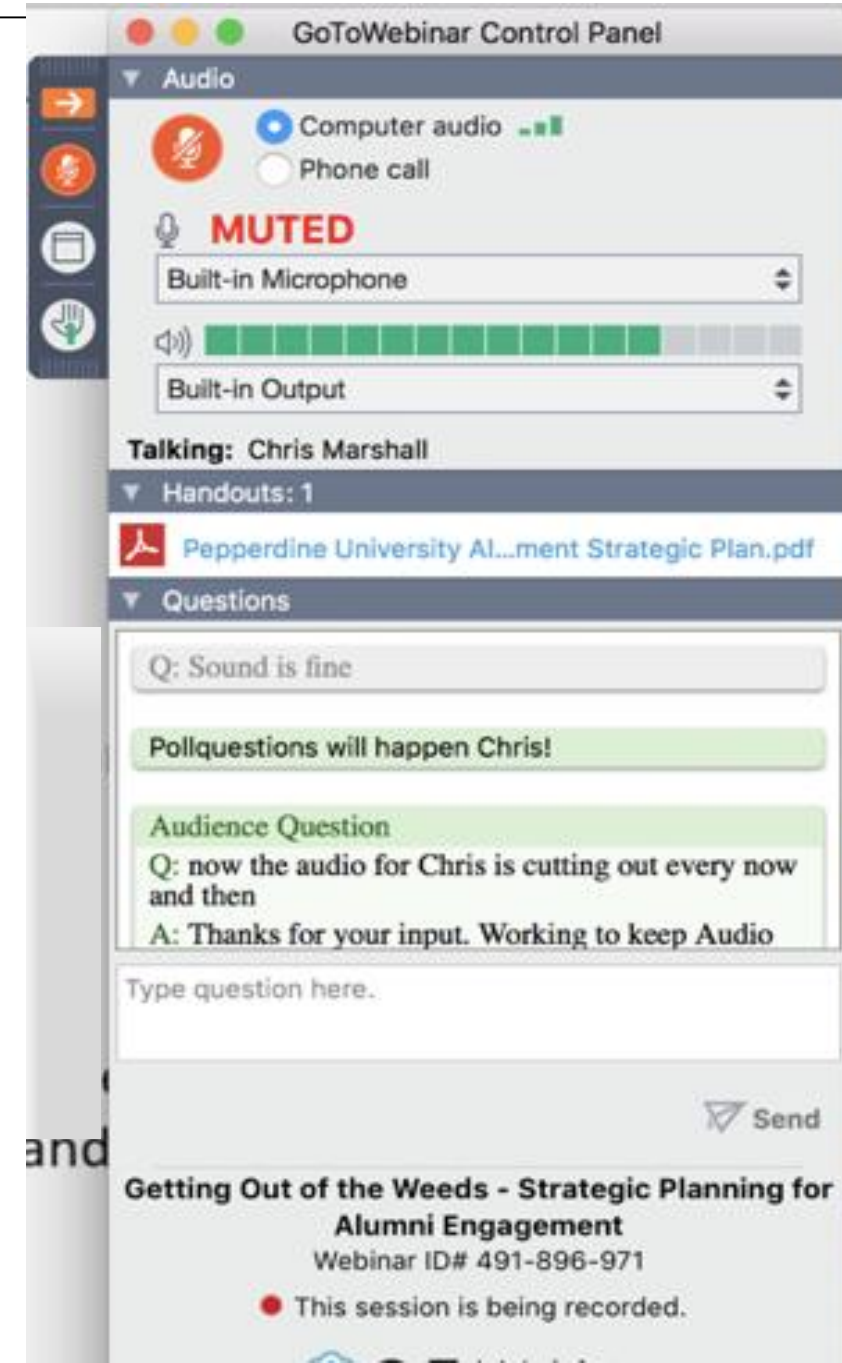 GoToWebinar Control Panel
Audio
Computer audio
Phone call
MUTED
Built-in Microphone
Built-in Output
Talking: Chris Marshall
Handouts: 1
Pepperdine University Al...ment Strategic Plan.pdf
Questions
Q: Sound is fine
Pollquestions will happen Chris!
Audience Question
Q: now the audio for Chris is cutting out every now
and then
A: Thanks for your input. Working to keep Audio
Type question here.
Send
and
Getting Out of the Weeds - Strategic Planning for
Alumni Engagement
Webinar ID# 491-896-971
This session is being recorded.